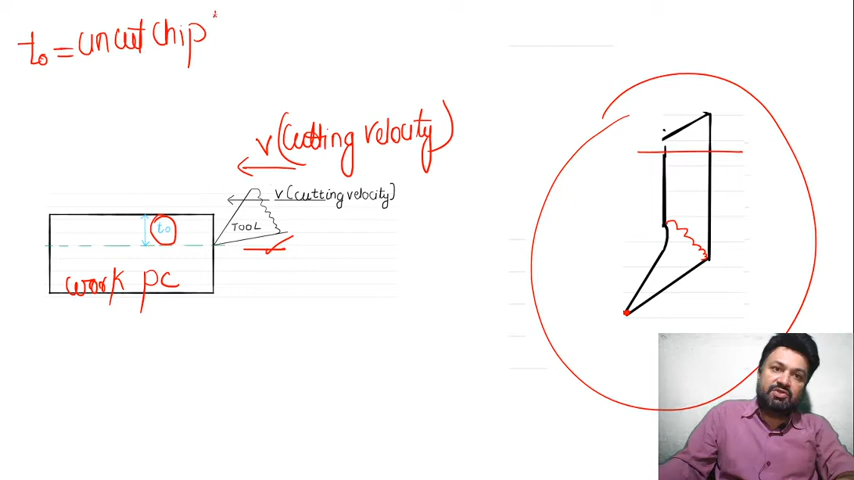 t₀ = uncut chip
v (Cutting velocity)
v (cutting velocity)
t₀
TOOL
work pc